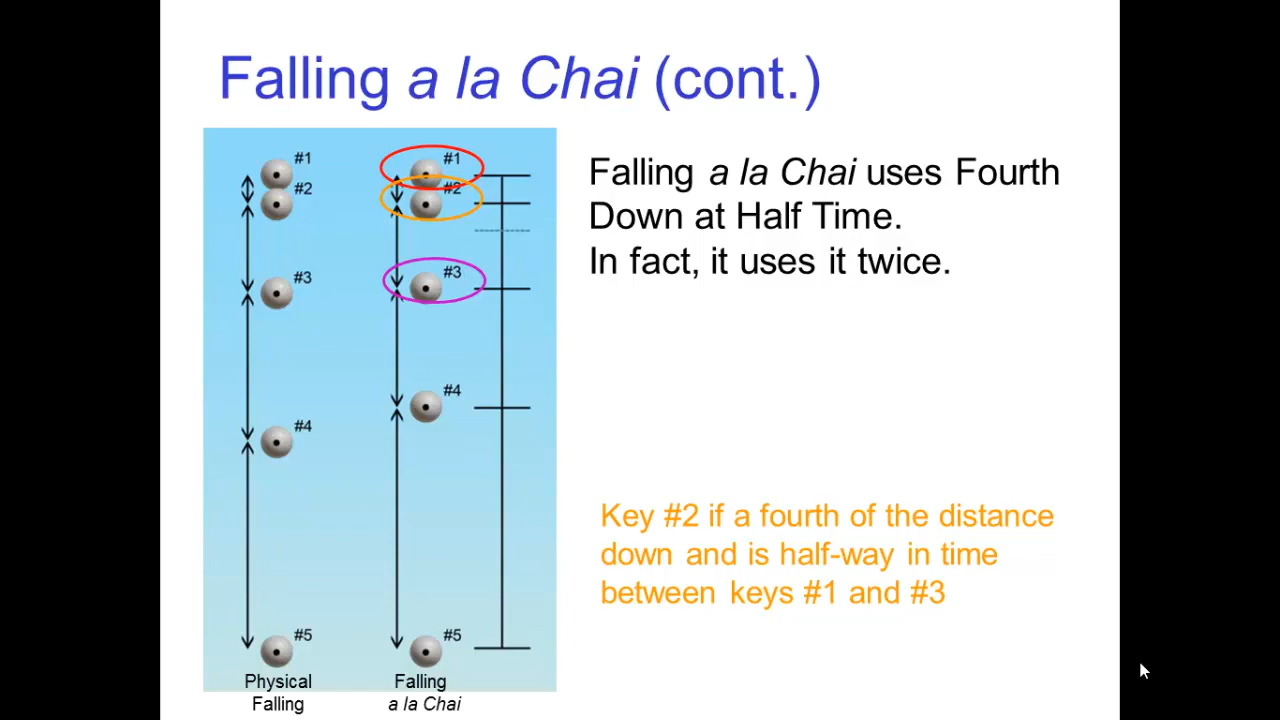 Falling a la Chai (cont.)
#1
#2
#3
#4
#5
Physical
Falling
#1
#2
#3
#4
#5
Falling
a la Chai
Falling a la Chai uses Fourth
Down at Half Time.
In fact, it uses it twice.
Key #2 if a fourth of the distance
down and is half-way in time
between keys #1 and #3